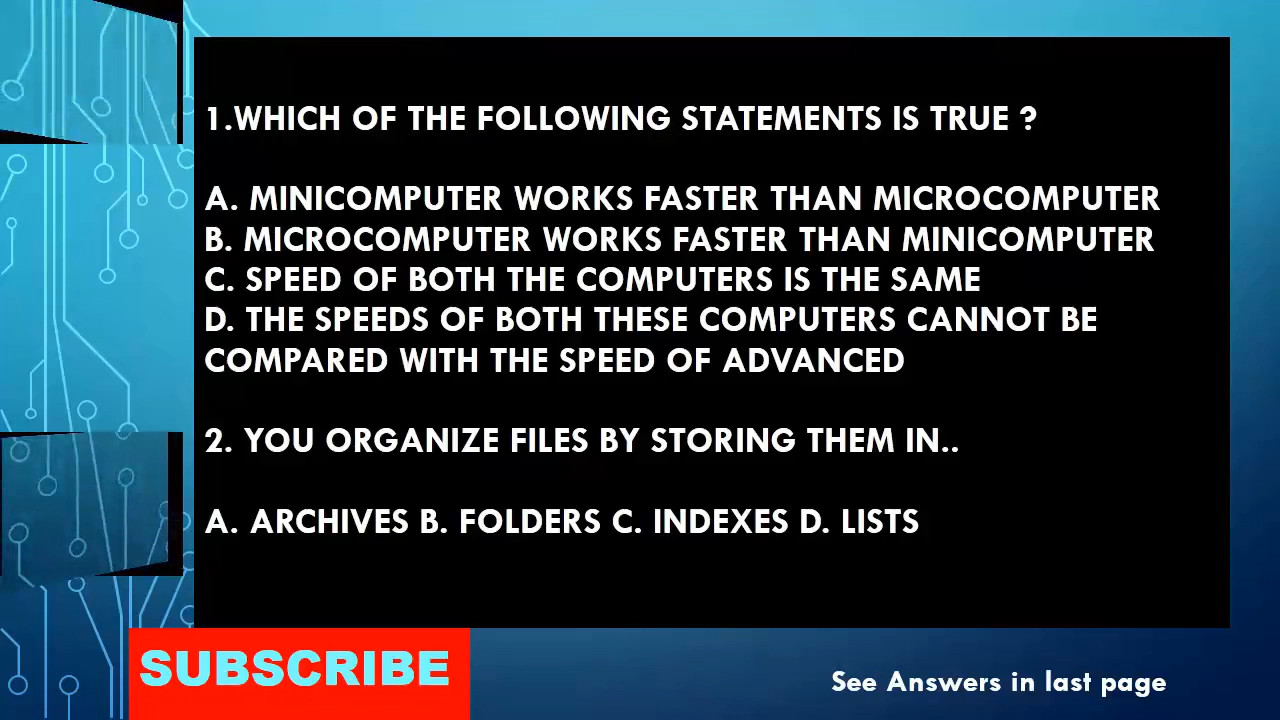 1.WHICH OF THE FOLLOWING STATEMENTS IS TRUE ?
A. MINICOMPUTER WORKS FASTER THAN MICROCOMPUTER
B. MICROCOMPUTER WORKS FASTER THAN MINICOMPUTER
C. SPEED OF BOTH THE COMPUTERS IS THE SAME
D. THE SPEEDS OF BOTH THESE COMPUTERS CANNOT BE
COMPARED WITH THE SPEED OF ADVANCED
2. YOU ORGANIZE FILES BY STORING THEM IN..
A. ARCHIVES B. FOLDERS C. INDEXES D. LISTS
SUBSCRIBE
See Answers in last page